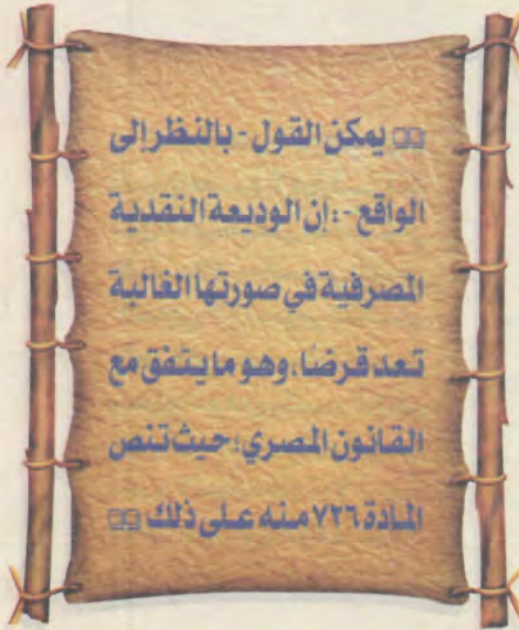 يمكن القول - بالنظر إلى
الواقع -: إن الوديعة النقدية
المصرفية في صورتها الغالبة
تعد قرضًا، وهو ما يتفق مع
القانون المصري؛ حيث تنص
المادة ٧٢٦ منه على ذلك